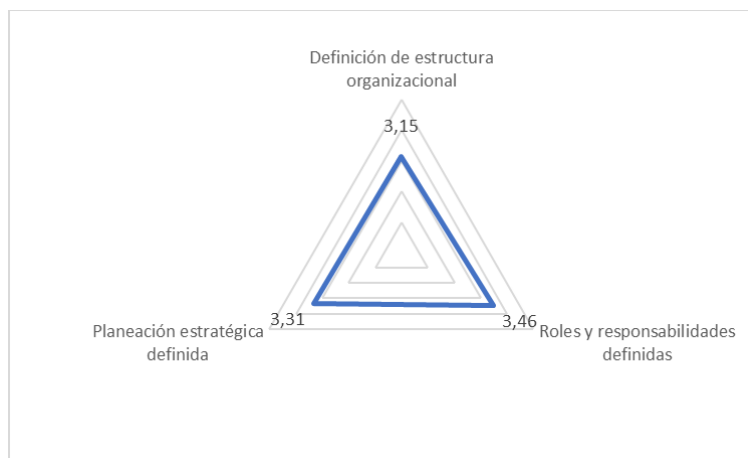 Definición de estructura
organizacional
3,15
3,31
3,46
Planeación estratégica
definida
Roles y responsabilidades
definidas